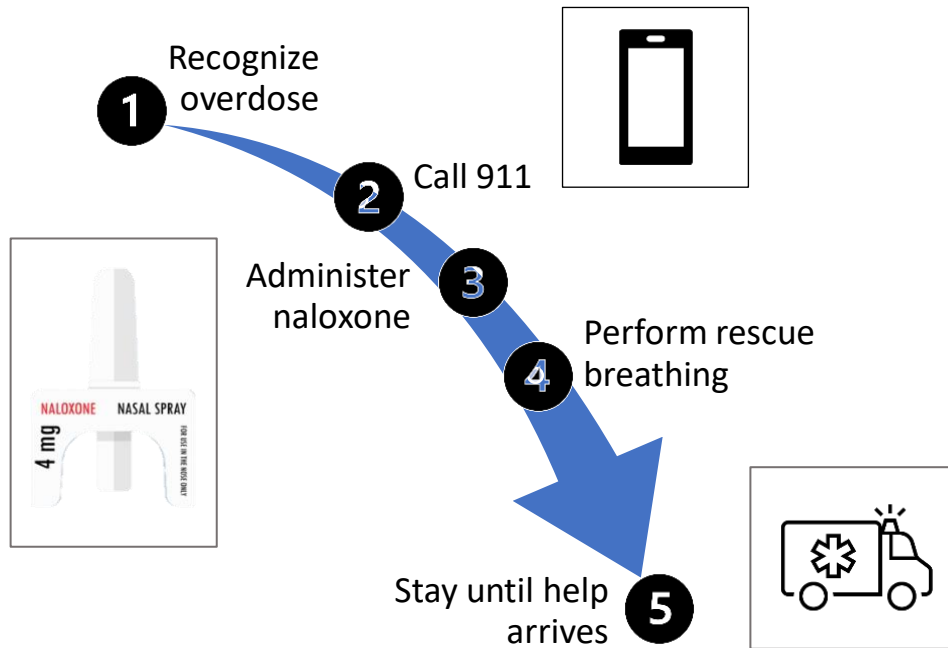 1
Recognize
overdose
2
Call 911
Administer
naloxone
3
4
Perform rescue
breathing
NALOXONE NASAL SPRAY
4 mg
FOR USE IN THE NOSE ONLY
Stay until help
arrives
5